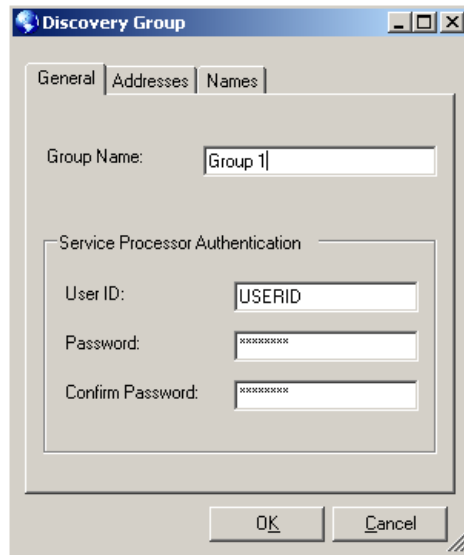 Discovery Group
General Addresses Names
Group Name: Group 1
Service Processor Authentication
User ID: USERID
Password: ********
Confirm Password: ********
OK Cancel